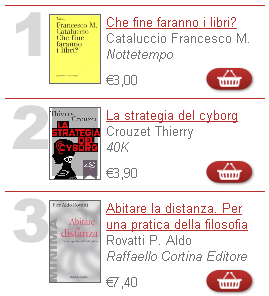 1
Francesco M.
Cataluccio
Che fine
faranno
i libri?
Che fine faranno i libri?
Cataluccio Francesco M.
Nottetempo
€3,00
2
Thierry
Crouzet
LA
STRATEGIA
DEL
CYBORG
La strategia del cyborg
Crouzet Thierry
40K
€3,90
3
Pier Aldo Rovatti
Abitare
la
distanza
MINIMA
Abitare la distanza. Per
una pratica della filosofia
Rovatti P. Aldo
Raffaello Cortina Editore
€7,40